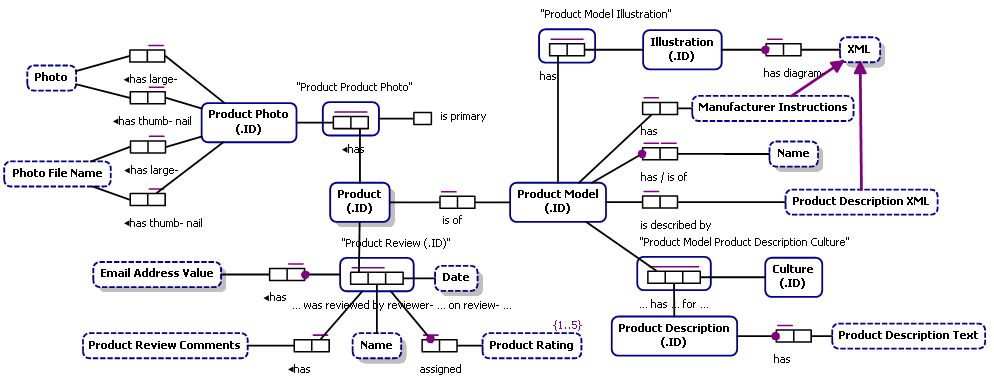 "Product Model Illustration"
Illustration
(.ID)
XML
has
has diagram-
Photo
◄has large-
"Product Product Photo"
◄has thumb- nail
Product Photo
(.ID)
is primary
Manufacturer Instructions
has
◄has
Name
has / is of
Photo File Name
◄has large-
◄has thumb- nail
Product
(.ID)
is of
Product Model
(.ID)
Product Description XML
is described by
"Product Review (.ID)"
"Product Model Product Description Culture"
Email Address Value
◄has
Date
... was reviewed by reviewer- ... on review- ...
Culture
(.ID)
... has ... for ...
{1..5}
Product Review Comments
◄has
Name
assigned
Product Rating
Product Description
(.ID)
has
Product Description Text